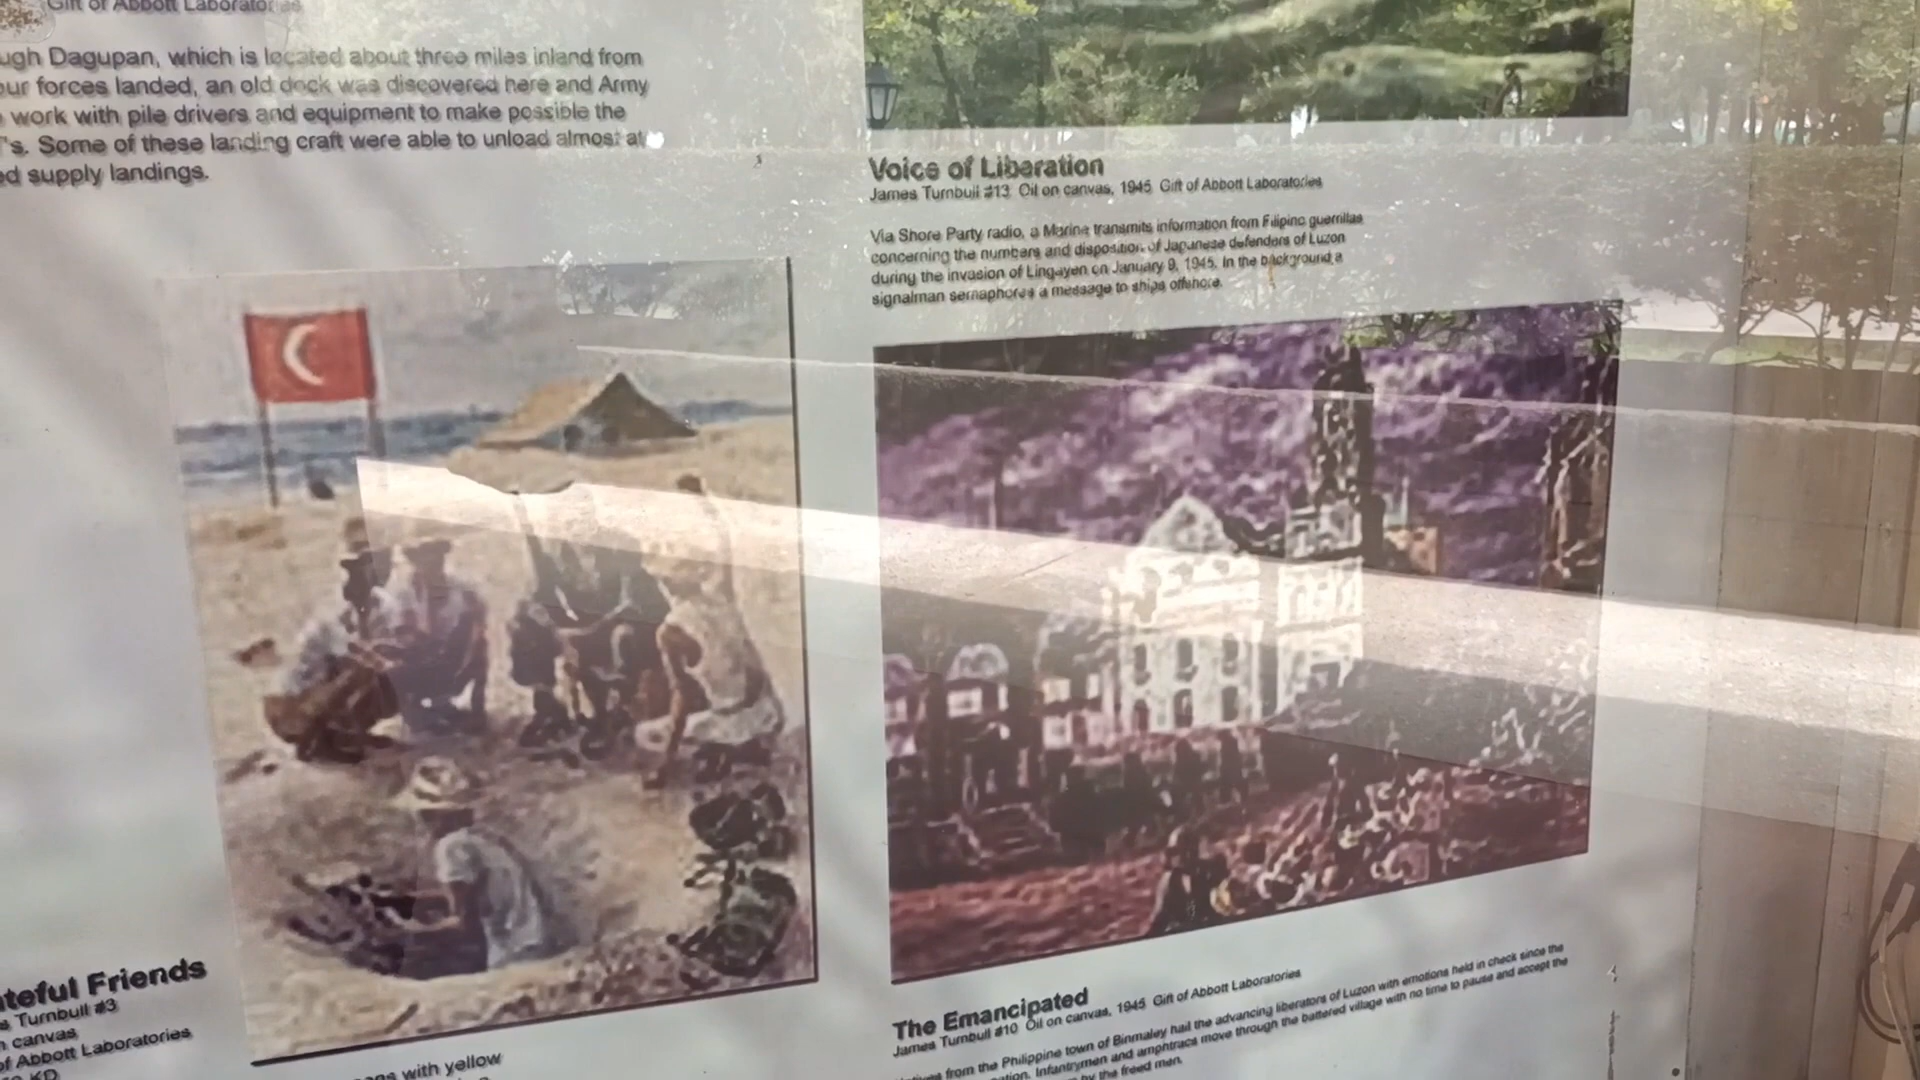 Gift of Abbott Laboratories
ugh Dagupan, which is located about three miles inland from
our forces landed, an old dock was discovered here and Army
work with pile drivers and equipment to make possible the
's. Some of these landing craft were able to unload almost at
ed supply landings.
Voice of Liberation
James Turnbull #13 Oil on canvas, 1945 Gift of Abbott Laboratories
Via Shore Party radio, a Marine transmits information from Filipino guerrillas
concerning the numbers and disposition of Japanese defenders of Luzon
during the invasion of Lingayen on January 9, 1945. In the background a
signalman semaphores a message to ships offshore.
teful Friends
s Turnbull #3
n canvas
of Abbott Laboratories
KD
ns with yellow
The Emancipated
James Turnbull #10 Oil on canvas, 1945 Gift of Abbott Laboratories
from the Philippine town of Binmaley hail the advancing liberators of Luzon with emotions held in check since the
tion. Infantrymen and amphtracs move through the battered village with no time to pause and accept the
by the freed men.